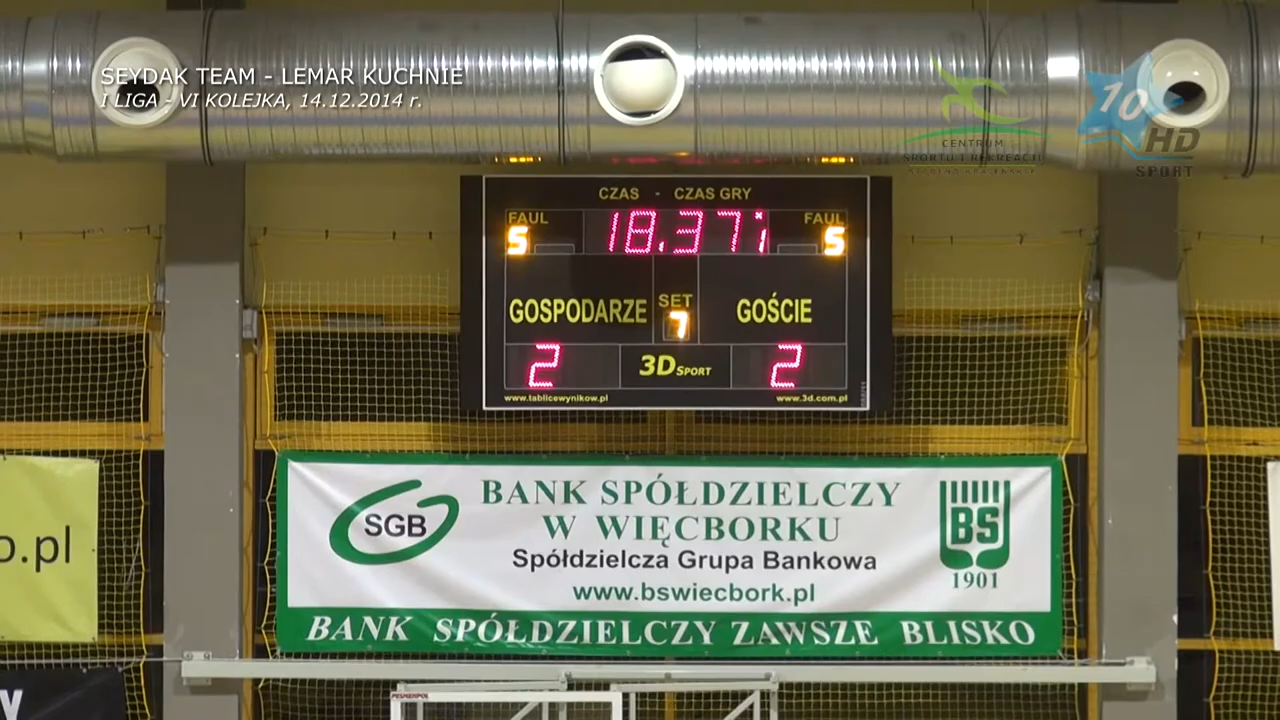 SEYDAK TEAM - LEMAR KUCHNIE
I LIGA - VI KOLEJKA, 14.12.2014 r.
10 HD
SPORT
CENTRUM
SPORTU I REKREACJI
CZAS - CZAS GRY
FAUL 18.37 FAUL
5 5
GOSPODARZE SET GOŚCIE
7
2 3D SPORT 2
www.tablicewynikow.pl www.3d.com.pl
SGB
BANK SPÓŁDZIELCZY
W WIĘCBORKU
Spółdzielcza Grupa Bankowa
www.bswiecbork.pl
BS
1901
BANK SPÓŁDZIELCZY ZAWSZE BLISKO
o.pl
Y
PESMENPOL